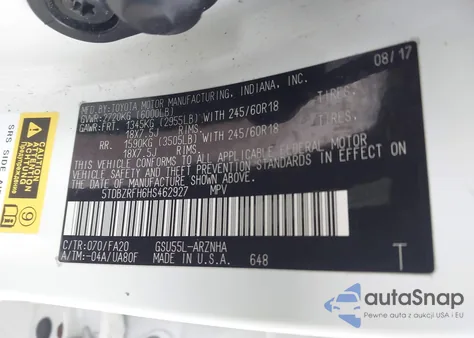 08/17
MFD.BY:TOYOTA MOTOR MANUFACTURING, INDIANA, INC.
GVWR:2720KG(6000LB)
GAWR:FRT. 1345KG(2955LB)WITH 245/60R18 TIRES,
18X7.5J RIMS,
RR. 1590KG(3505LB)WITH 245/60R18 TIRES,
18X7.5J RIMS,
THIS VEHICLE CONFORMS TO ALL APPLICABLE FEDERAL MOTOR
VEHICLE SAFETY AND THEFT PREVENTION STANDARDS IN EFFECT
ON THE DATE OF MANUFACTURE SHOWN ABOVE.
5TDBZRFH6HS462927 MPV
C/TR:070/FA20 GSU55L-ARZNHA
A/TM:-04A/UA80F MADE IN U.S.A. 648
T
SRS SIDE
autoSnap
Pewne auta z aukcji USA i EU